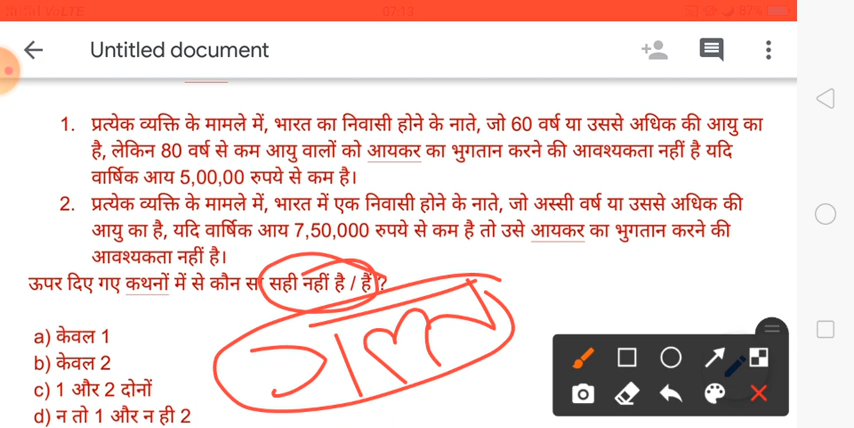 07:13
67%
Untitled document
1. प्रत्येक व्यक्ति के मामले में, भारत का निवासी होने के नाते, जो 60 वर्ष या उससे अधिक की आयु का
है, लेकिन 80 वर्ष से कम आयु वालों को आयकर का भुगतान करने की आवश्यकता नहीं है यदि
वार्षिक आय 5,00,00 रुपये से कम है।
2. प्रत्येक व्यक्ति के मामले में, भारत में एक निवासी होने के नाते, जो अस्सी वर्ष या उससे अधिक की
आयु का है, यदि वार्षिक आय 7,50,000 रुपये से कम है तो उसे आयकर का भुगतान करने की
आवश्यकता नहीं है।
ऊपर दिए गए कथनों में से कौन सा सही नहीं है / हैं ?
गलत
a) केवल 1
b) केवल 2
c) 1 और 2 दोनों
d) न तो 1 और न ही 2